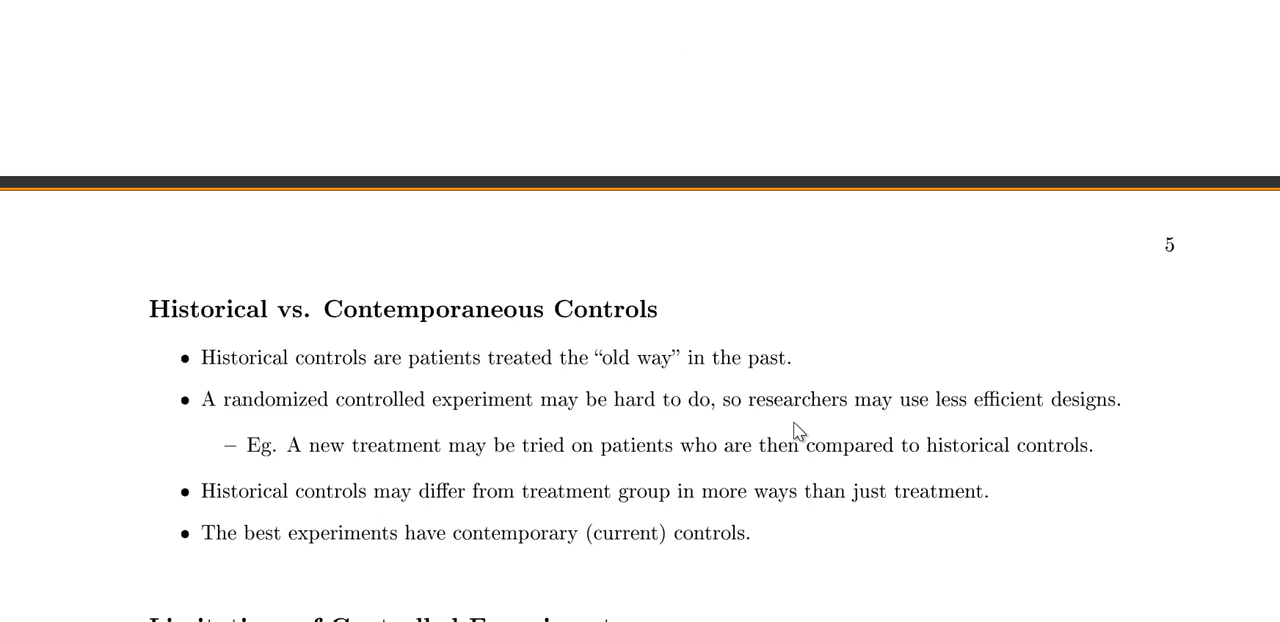 5
Historical vs. Contemporaneous Controls
• Historical controls are patients treated the “old way” in the past.
• A randomized controlled experiment may be hard to do, so researchers may use less efficient designs.
– Eg. A new treatment may be tried on patients who are then compared to historical controls.
• Historical controls may differ from treatment group in more ways than just treatment.
• The best experiments have contemporary (current) controls.